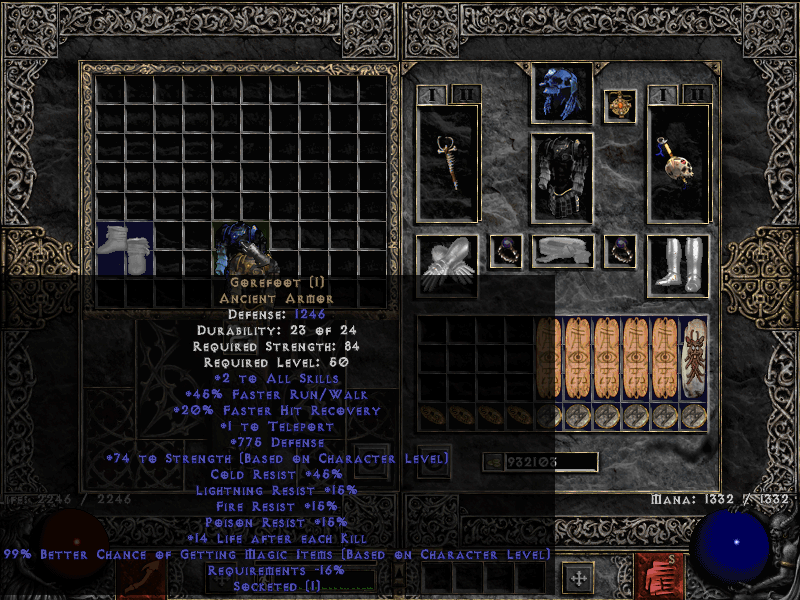 I II
I II
Gorefoot (1)
Ancient Armor
Defense: 1246
Durability: 23 of 24
Required Strength: 84
Required Level: 50
+2 to All Skills
+45% Faster Run/Walk
+20% Faster Hit Recovery
+1 to Teleport
+775 Defense
+74 to Strength (Based on Character Level)
Cold Resist +45%
Lightning Resist +15%
Fire Resist +15%
Poison Resist +15%
+14 Life after each Kill
99% Better Chance of Getting Magic Items (Based on Character Level)
Requirements -16%
Socketed (1)
932103
Life: 2246 / 2246
Mana: 1332 / 1332
S